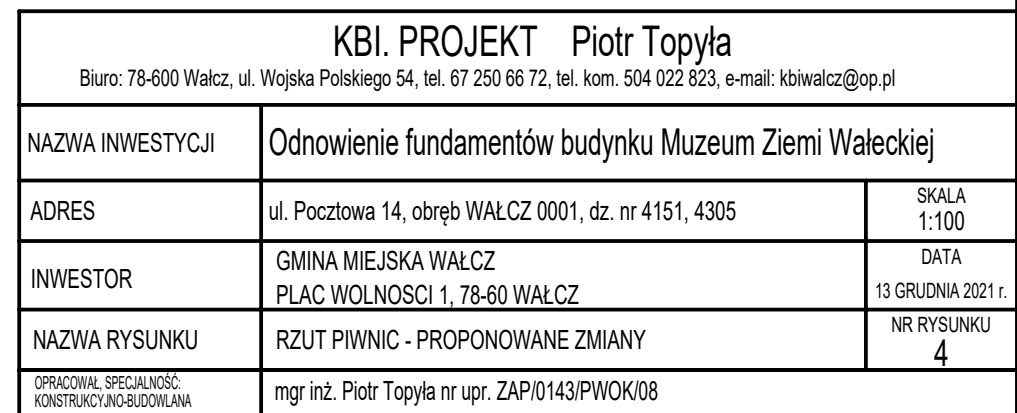 KBI. PROJEKT Piotr Topyła
Biuro: 78-600 Wałcz, ul. Wojska Polskiego 54, tel. 67 250 66 72, tel. kom. 504 022 823, e-mail: kbiwalcz@op.pl
NAZWA INWESTYCJI
Odnowienie fundamentów budynku Muzeum Ziemi Wałeckiej
ADRES
ul. Pocztowa 14, obręb WAŁCZ 0001, dz. nr 4151, 4305
SKALA
1:100
INWESTOR
GMINA MIEJSKA WAŁCZ
PLAC WOLNOSCI 1, 78-60 WAŁCZ
DATA
13 GRUDNIA 2021 r.
NAZWA RYSUNKU
RZUT PIWNIC - PROPONOWANE ZMIANY
NR RYSUNKU
4
OPRACOWAŁ, SPECJALNOŚĆ:
KONSTRUKCYJNO-BUDOWLANA
mgr inż. Piotr Topyła nr upr. ZAP/0143/PWOK/08